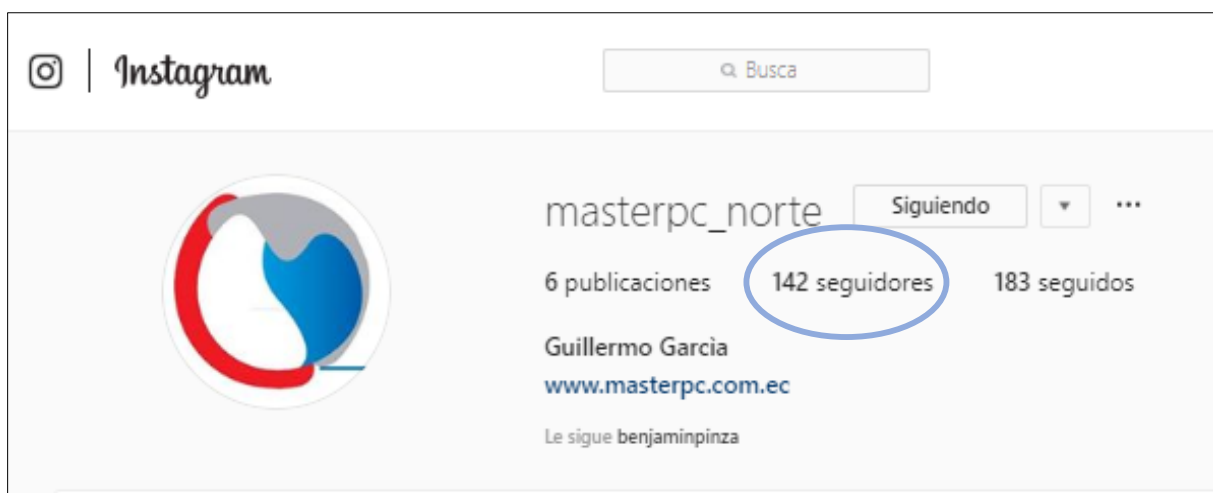 Instagram
Busca
masterpc_norte Siguiendo ▼ ...
6 publicaciones 142 seguidores 183 seguidos
Guillermo Garcìa
www.masterpc.com.ec
Le sigue benjaminpinza